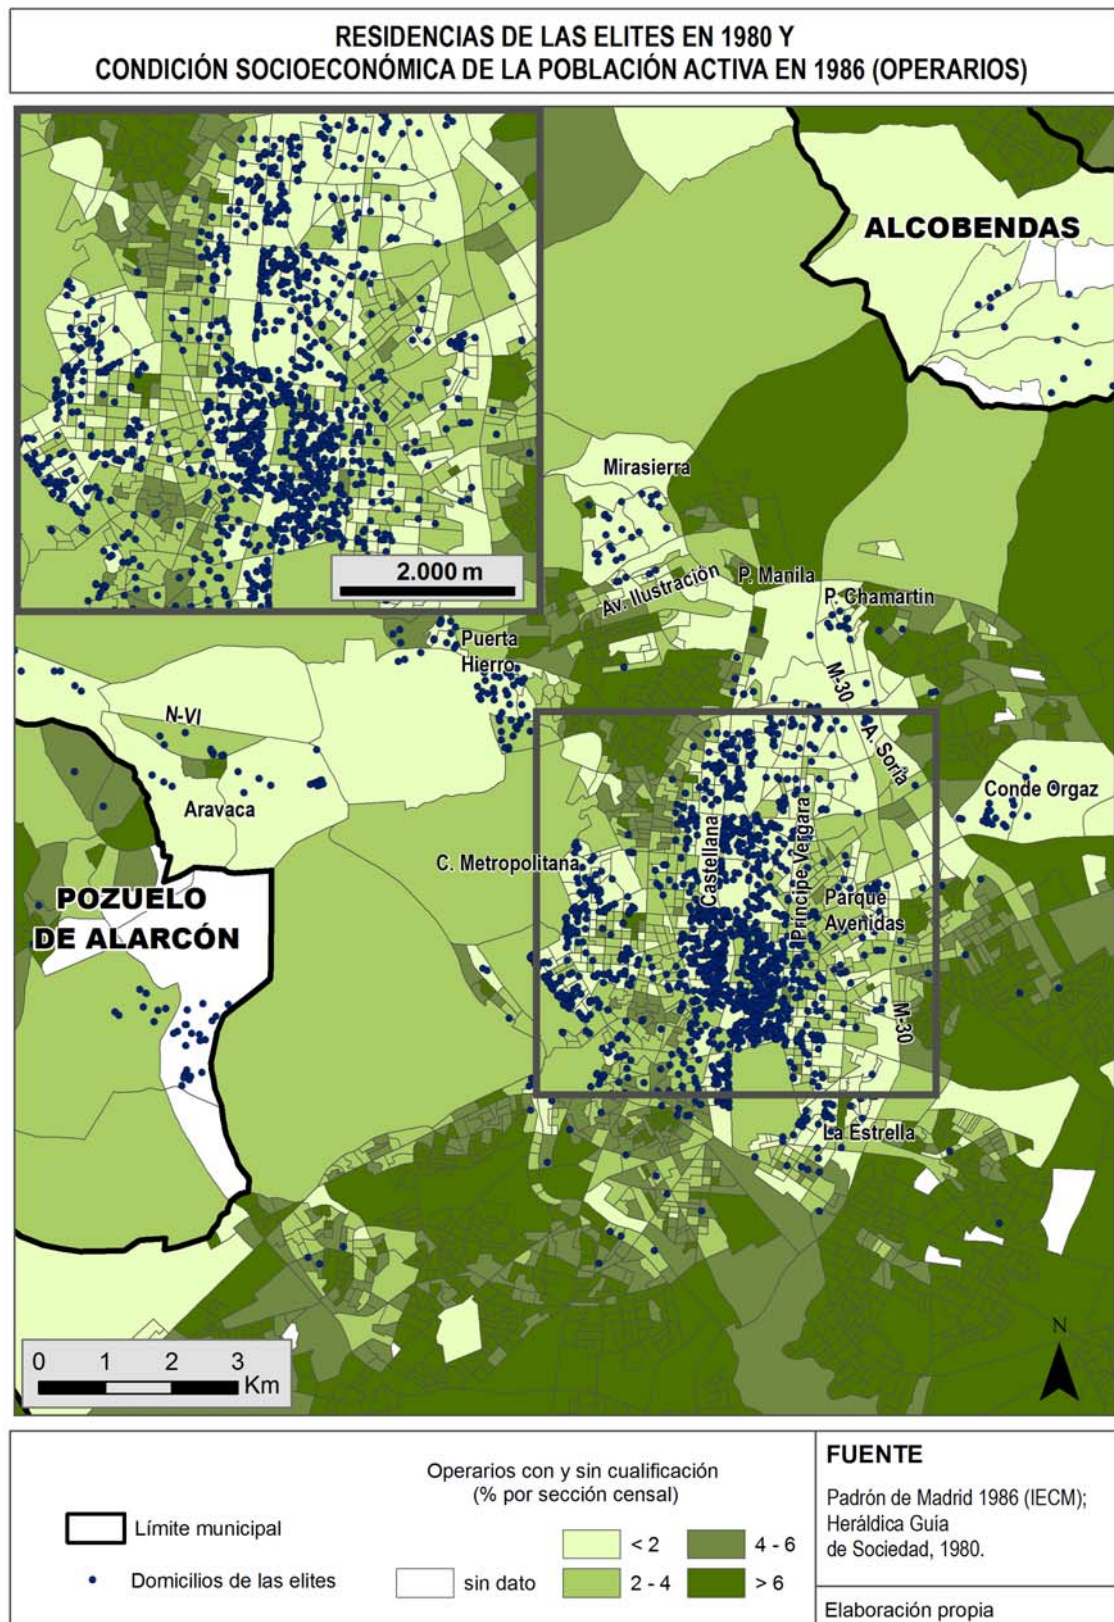 RESIDENCIAS DE LAS ELITES EN 1980 Y
CONDICIÓN SOCIOECONÓMICA DE LA POBLACIÓN ACTIVA EN 1986 (OPERARIOS)
ALCOBENDAS
2.000 m
Mirasierra
Av. Ilustración
P. Manila
P. Chamartin
Puerta
Hierro
M-30
N-VI
A. Soria
Conde Orgaz
Aravaca
C. Metropolitana
Castellana
Príncipe Vergara
Parque
Avenidas
POZUELO
DE ALARCÓN
M-30
La Estrella
N
0 1 2 3
Km
Límite municipal
Domicilios de las elites
Operarios con y sin cualificación
(% por sección censal)
sin dato
< 2
2 - 4
4 - 6
> 6
FUENTE
Padrón de Madrid 1986 (IECM);
Heráldica Guía
de Sociedad, 1980.
Elaboración propia